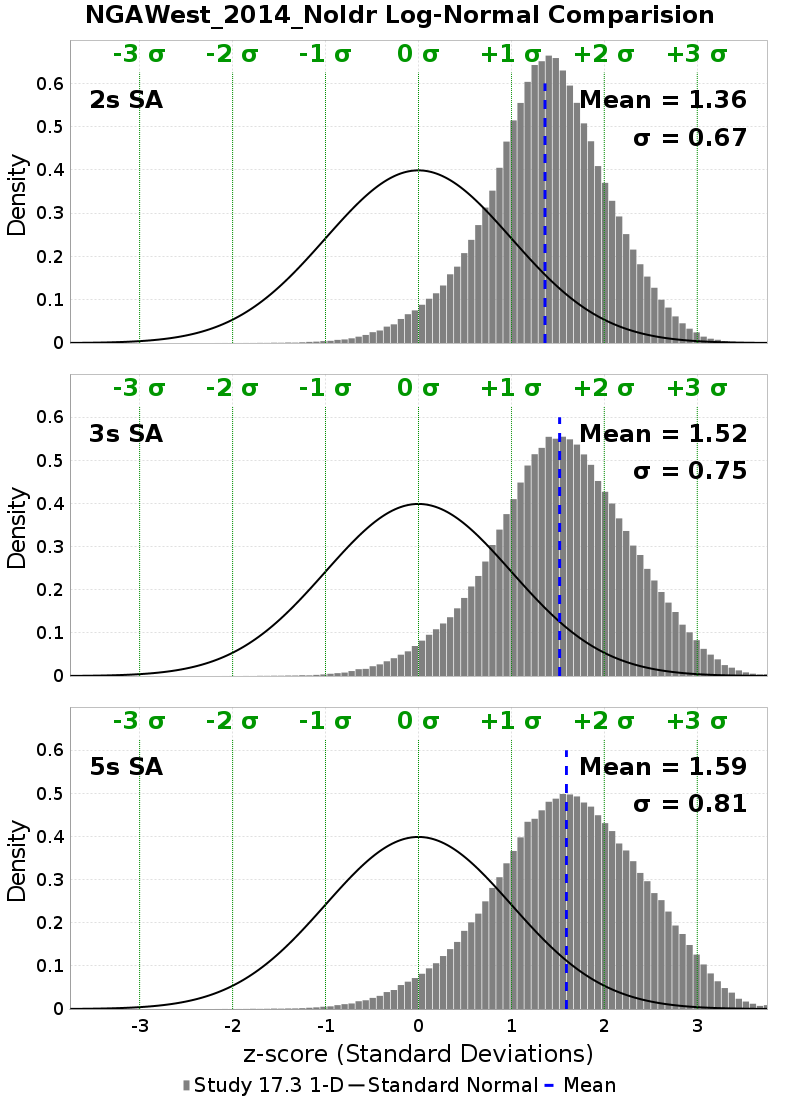 NGAWest_2014_NoIdr Log-Normal Comparision
-3 σ -2 σ -1 σ 0 σ +1 σ +2 σ +3 σ
2s SA
Mean = 1.36
σ = 0.67
Density
0.6
0.5
0.4
0.3
0.2
0.1
0
-3 σ -2 σ -1 σ 0 σ +1 σ +2 σ +3 σ
3s SA
Mean = 1.52
σ = 0.75
Density
0.6
0.5
0.4
0.3
0.2
0.1
0
-3 σ -2 σ -1 σ 0 σ +1 σ +2 σ +3 σ
5s SA
Mean = 1.59
σ = 0.81
Density
0.6
0.5
0.4
0.3
0.2
0.1
0
-3 -2 -1 0 1 2 3
z-score (Standard Deviations)
Study 17.3 1-D Standard Normal Mean